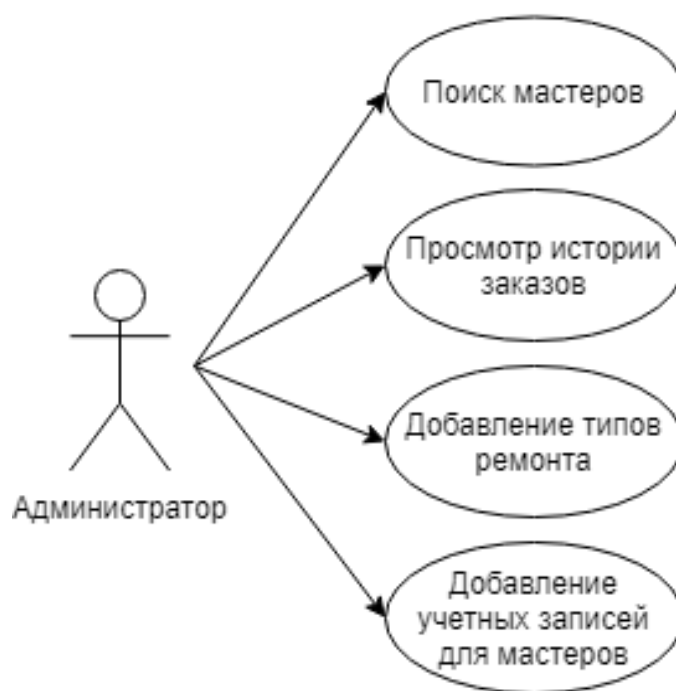 Поиск мастеров
Просмотр истории
заказов
Добавление типов
ремонта
Администратор
Добавление
учетных записей
для мастеров